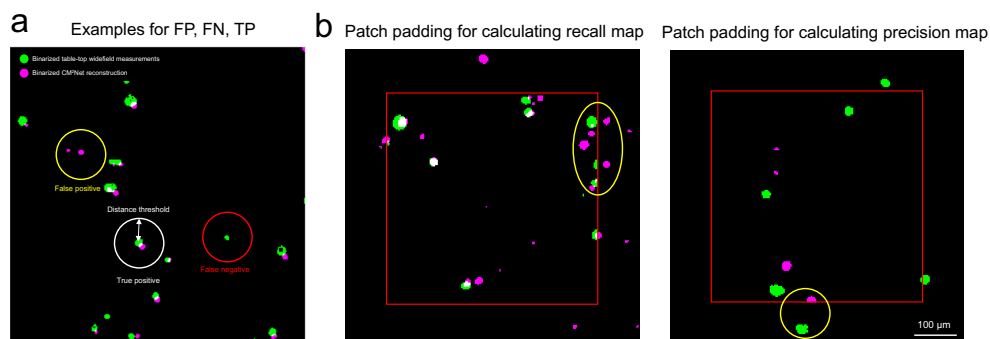 a
Examples for FP, FN, TP
Binarized table-top widefield measurements
Binarized CM²Net reconstruction
False positive
Distance threshold
False negative
True positive
b
Patch padding for calculating recall map
Patch padding for calculating precision map
100 μm